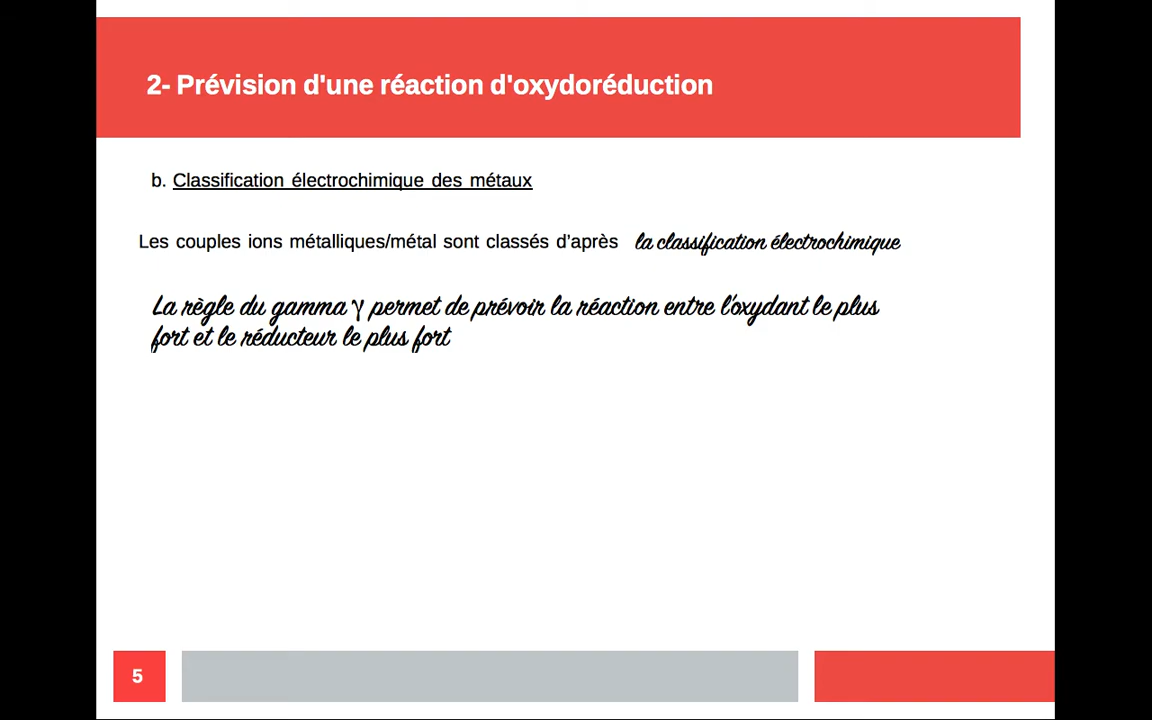 2- Prévision d'une réaction d'oxydoréduction
b. Classification électrochimique des métaux
Les couples ions métalliques/métal sont classés d’après la classification électrochimique
La règle du gamma γ permet de prévoir la réaction entre l'oxydant le plus
fort et le réducteur le plus fort
5